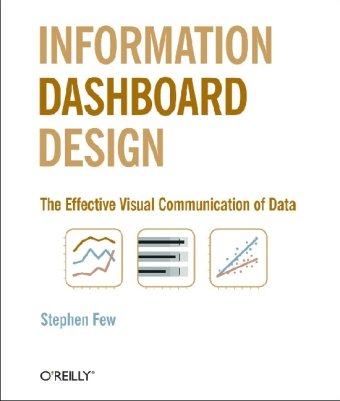 INFORMATION
DASHBOARD
DESIGN
The Effective Visual Communication of Data
Stephen Few
O'REILLY®